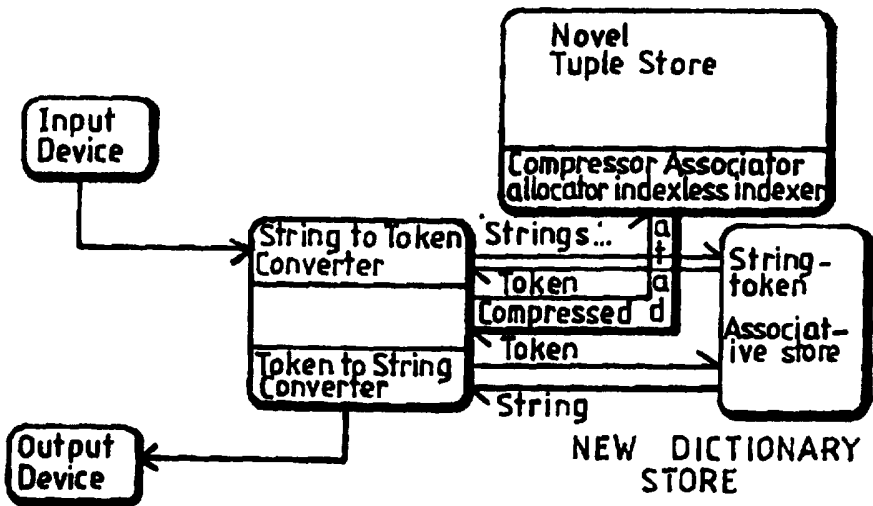 Novel
Tuple Store
Input
Device
Compressor Associator
allocator indexless indexer
String to Token
Converter
'Strings...
Token
Compressed data
String-
token
Associat-
ive store
Token
Token to String
Converter
String
Output
Device
NEW DICTIONARY
STORE